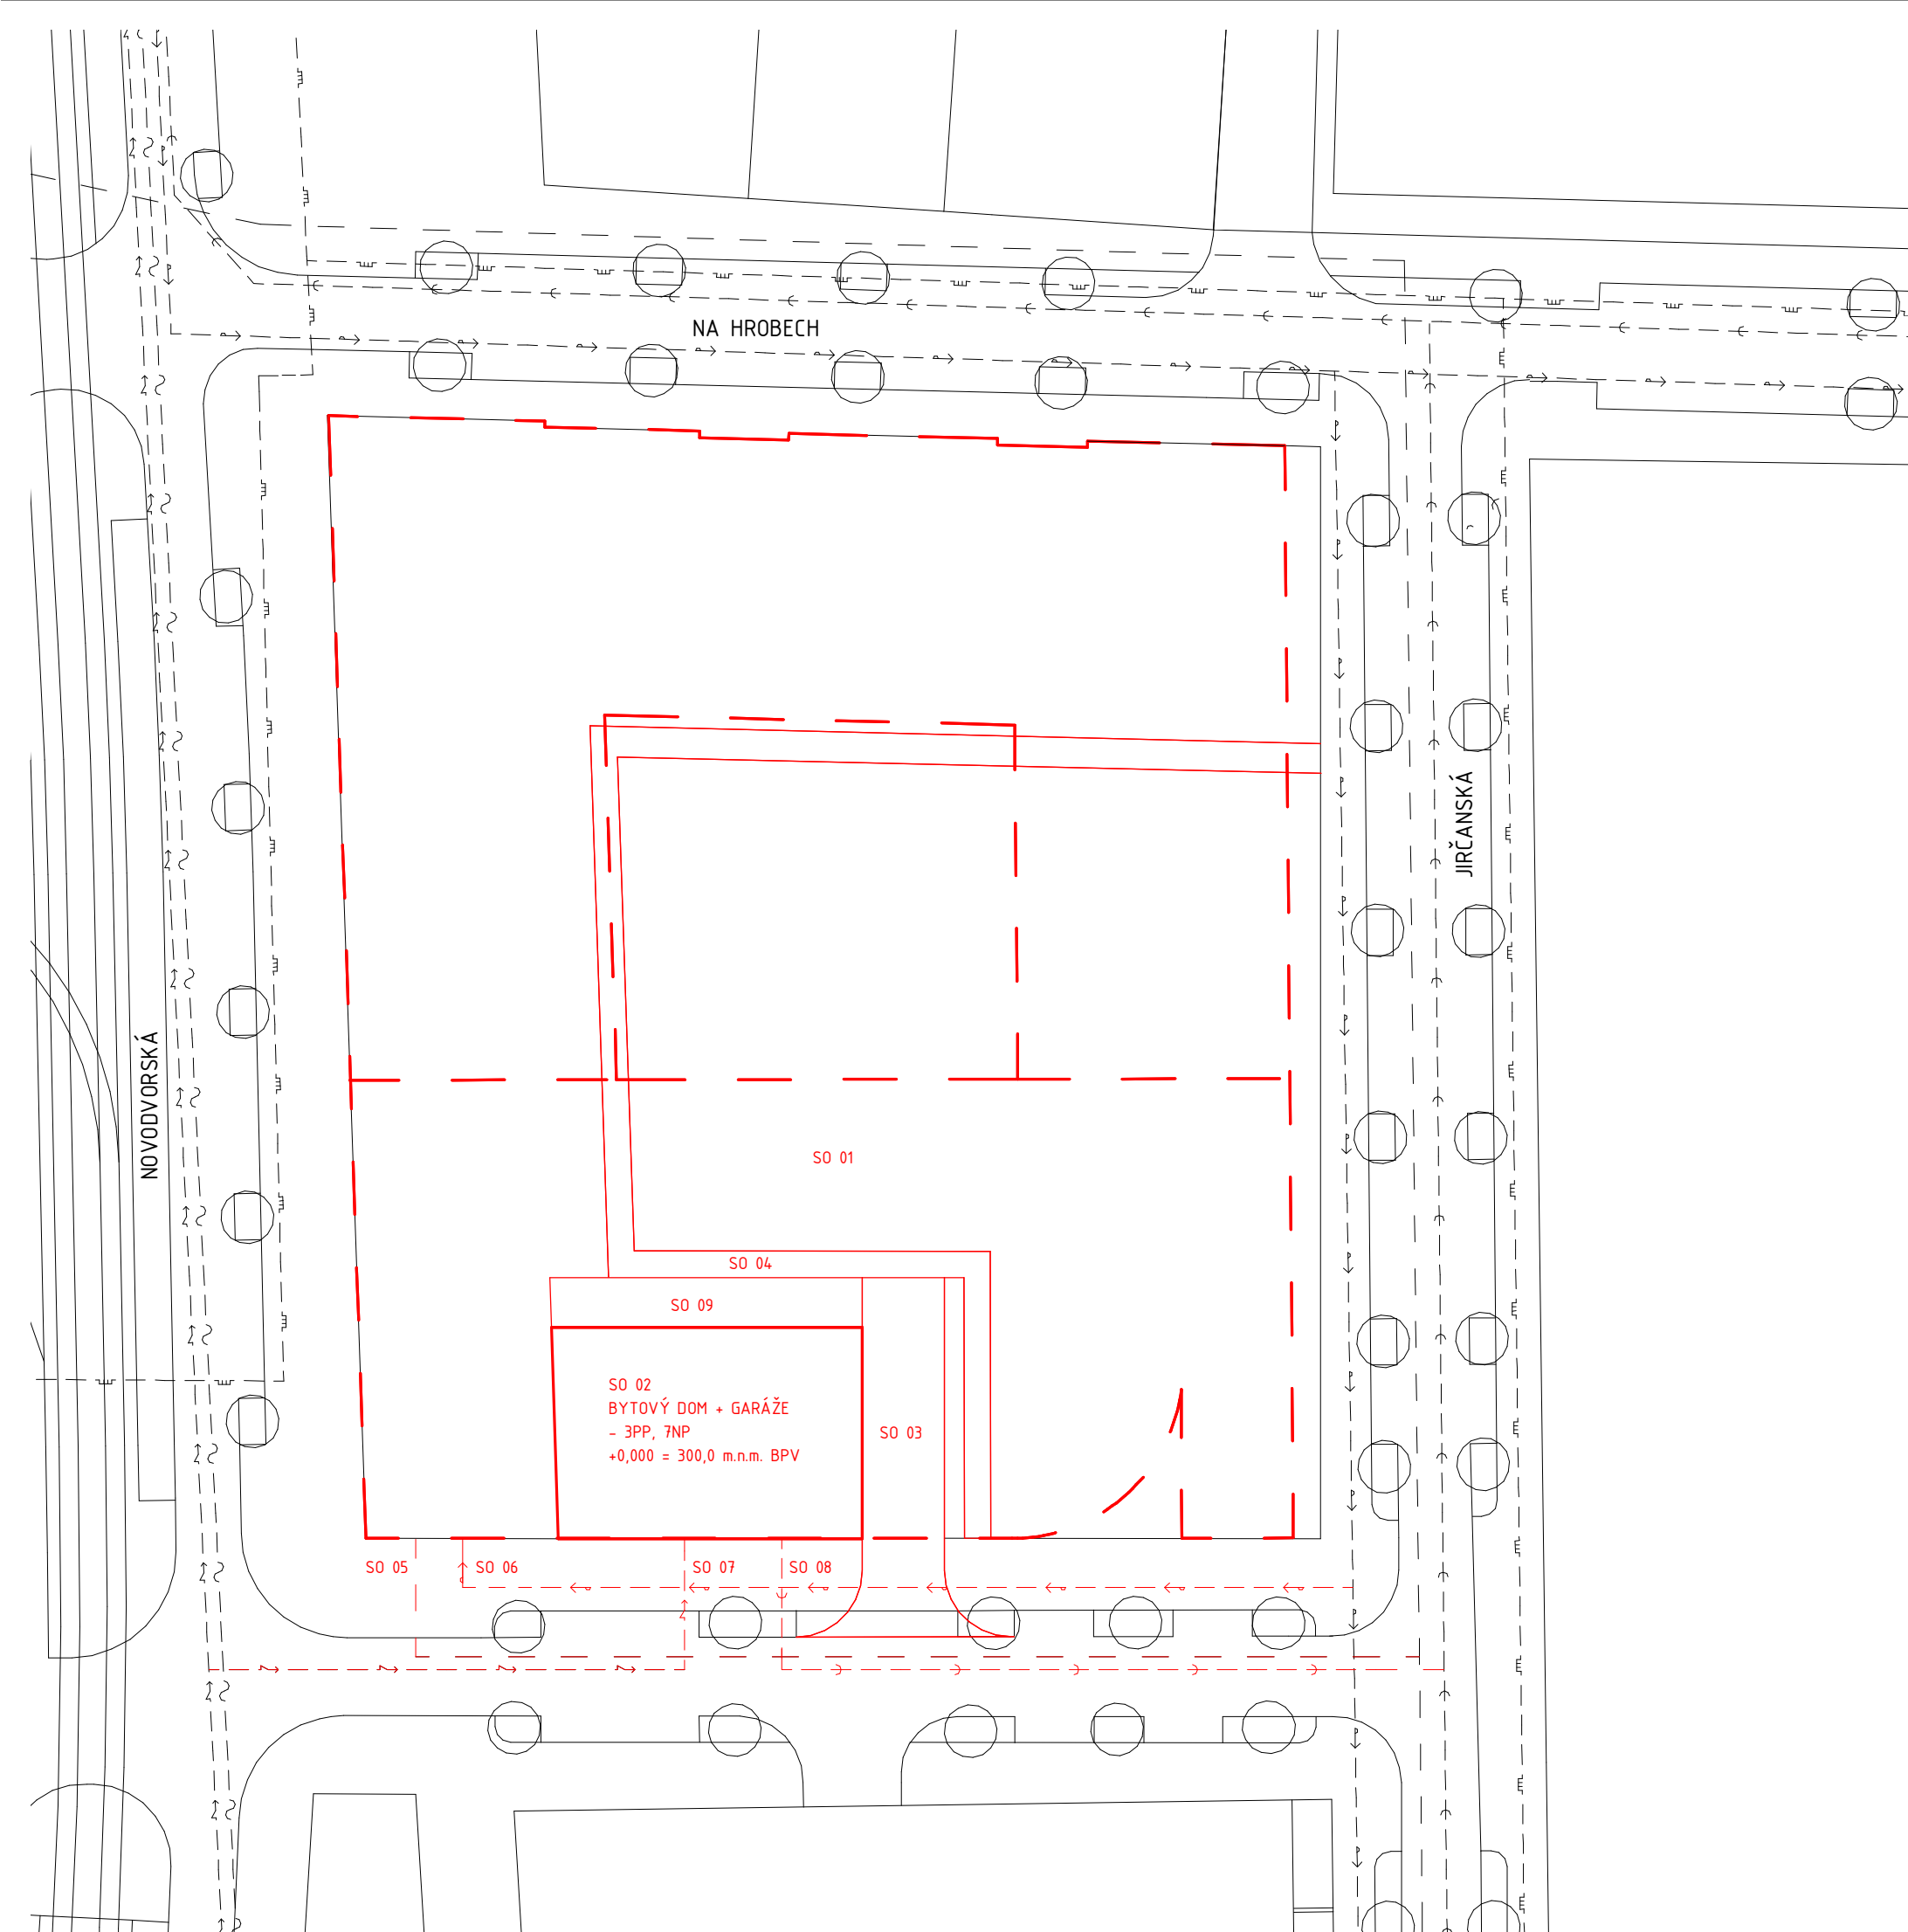 NA HROBECH
JIRČANSKÁ
NOVODVORSKÁ
SO 01
SO 04
SO 09
SO 02
BYTOVÝ DOM + GARÁŽE
- 3PP, 7NP
+0,000 = 300,0 m.n.m. BPV
SO 03
SO 05
SO 06
SO 07
SO 08